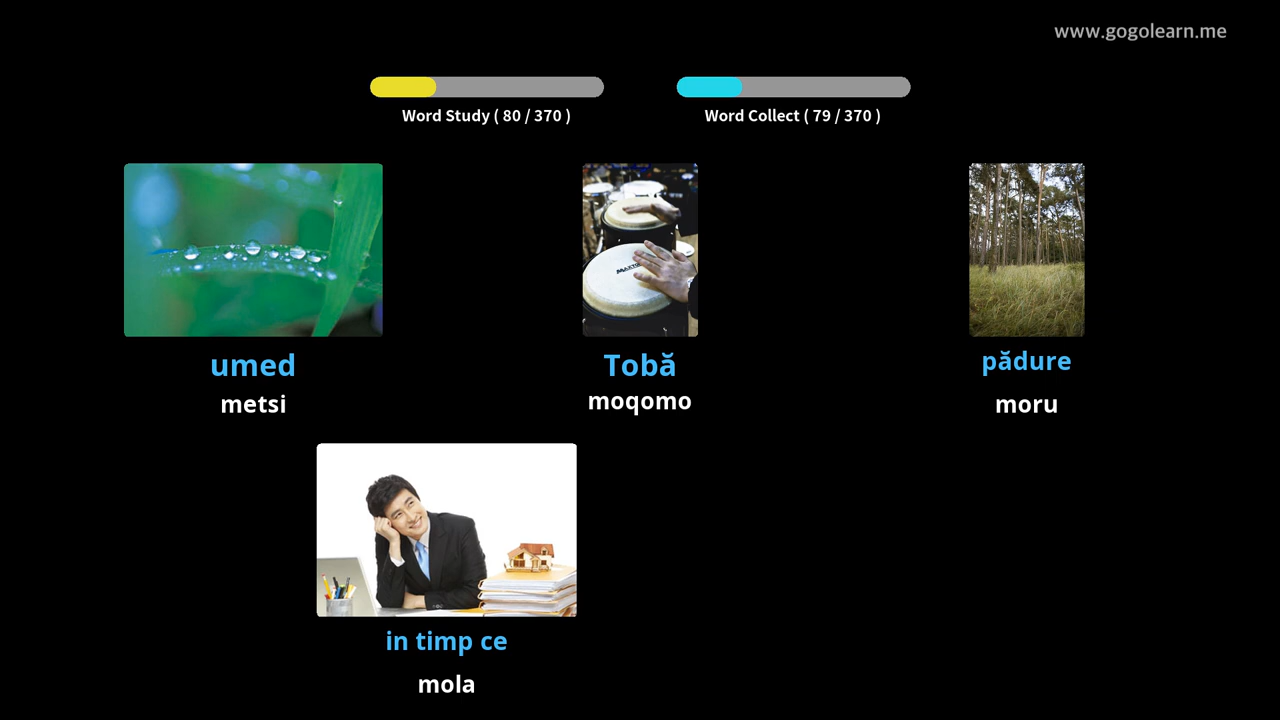 www.gogolearn.me
Word Study ( 80 / 370 )
Word Collect ( 79 / 370 )
umed
metsi
Tobă
moqomo
pădure
moru
in timp ce
mola